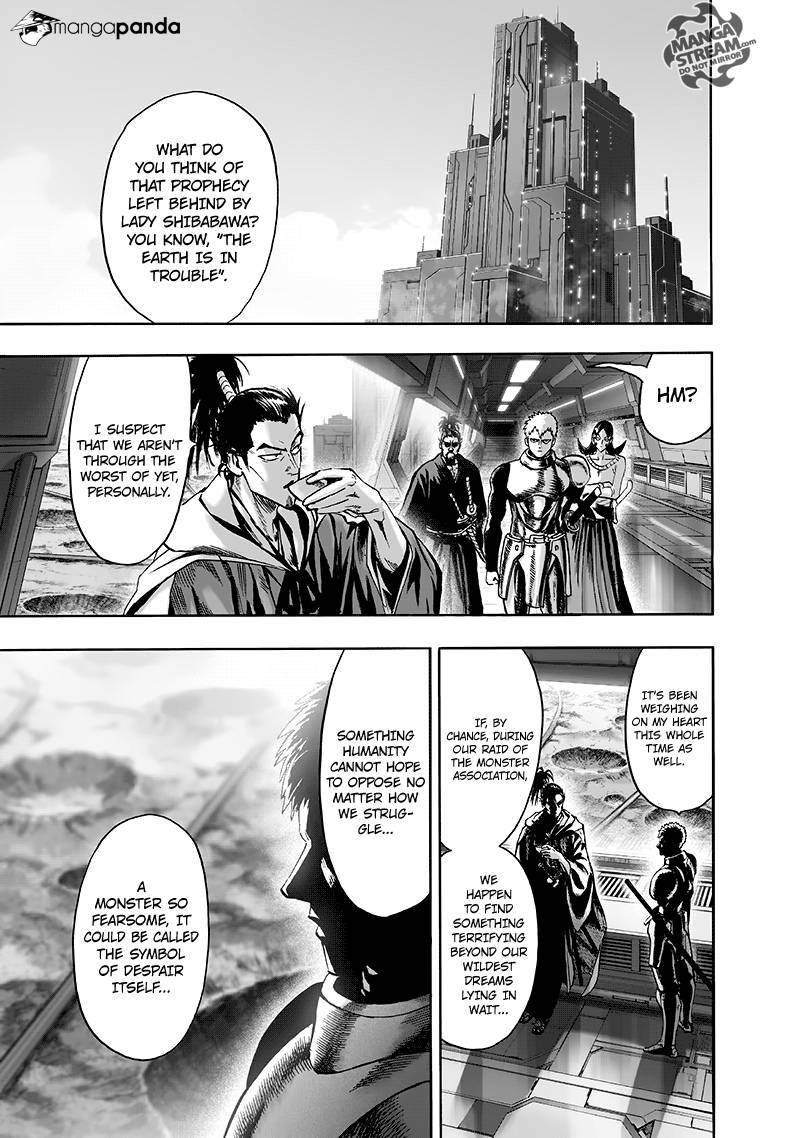 mangapanda
MANGA
STREAM.com
DO NOT MIRROR!
WHAT DO
YOU THINK OF
THAT PROPHECY
LEFT BEHIND BY
LADY SHIBABAWA?
YOU KNOW, "THE
EARTH IS IN
TROUBLE".
HM?
I SUSPECT
THAT WE AREN'T
THROUGH THE
WORST OF YET,
PERSONALLY.
IT'S BEEN
WEIGHING
ON MY HEART
THIS WHOLE
TIME AS
WELL.
IF, BY
CHANCE, DURING
OUR RAID OF
THE MONSTER
ASSOCIATION,
WE
HAPPEN
TO FIND
SOMETHING
TERRIFYING
BEYOND OUR
WILDEST
DREAMS
LYING IN
WAIT...
SOMETHING
HUMANITY
CANNOT HOPE
TO OPPOSE NO
MATTER HOW
WE STRUG-
GLE...
A
MONSTER SO
FEARSOME, IT
COULD BE CALLED
THE SYMBOL
OF DESPAIR
ITSELF...